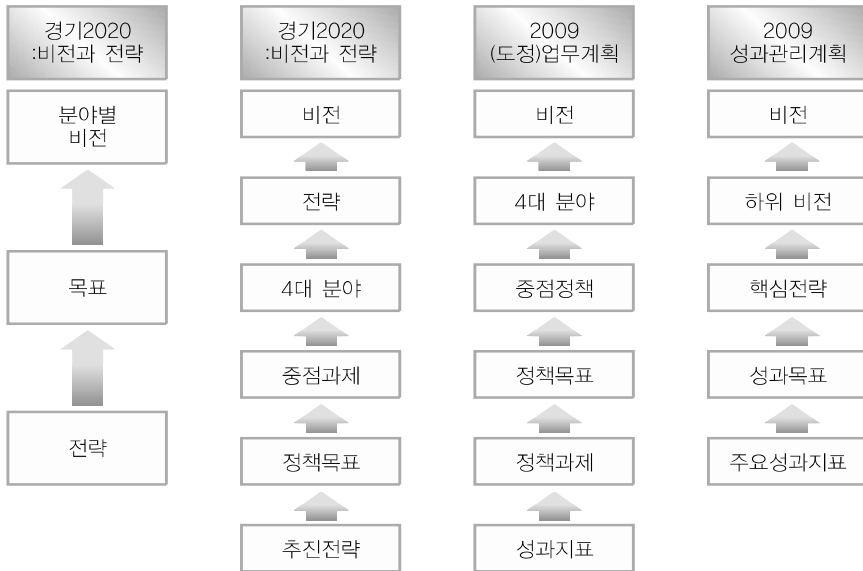 경기2020
:비전과 전략
분야별
비전
목표
전략
경기2020
:비전과 전략
비전
전략
4대 분야
중점과제
정책목표
추진전략
2009
(도정)업무계획
비전
4대 분야
중점정책
정책목표
정책과제
성과지표
2009
성과관리계획
비전
하위 비전
핵심전략
성과목표
주요성과지표